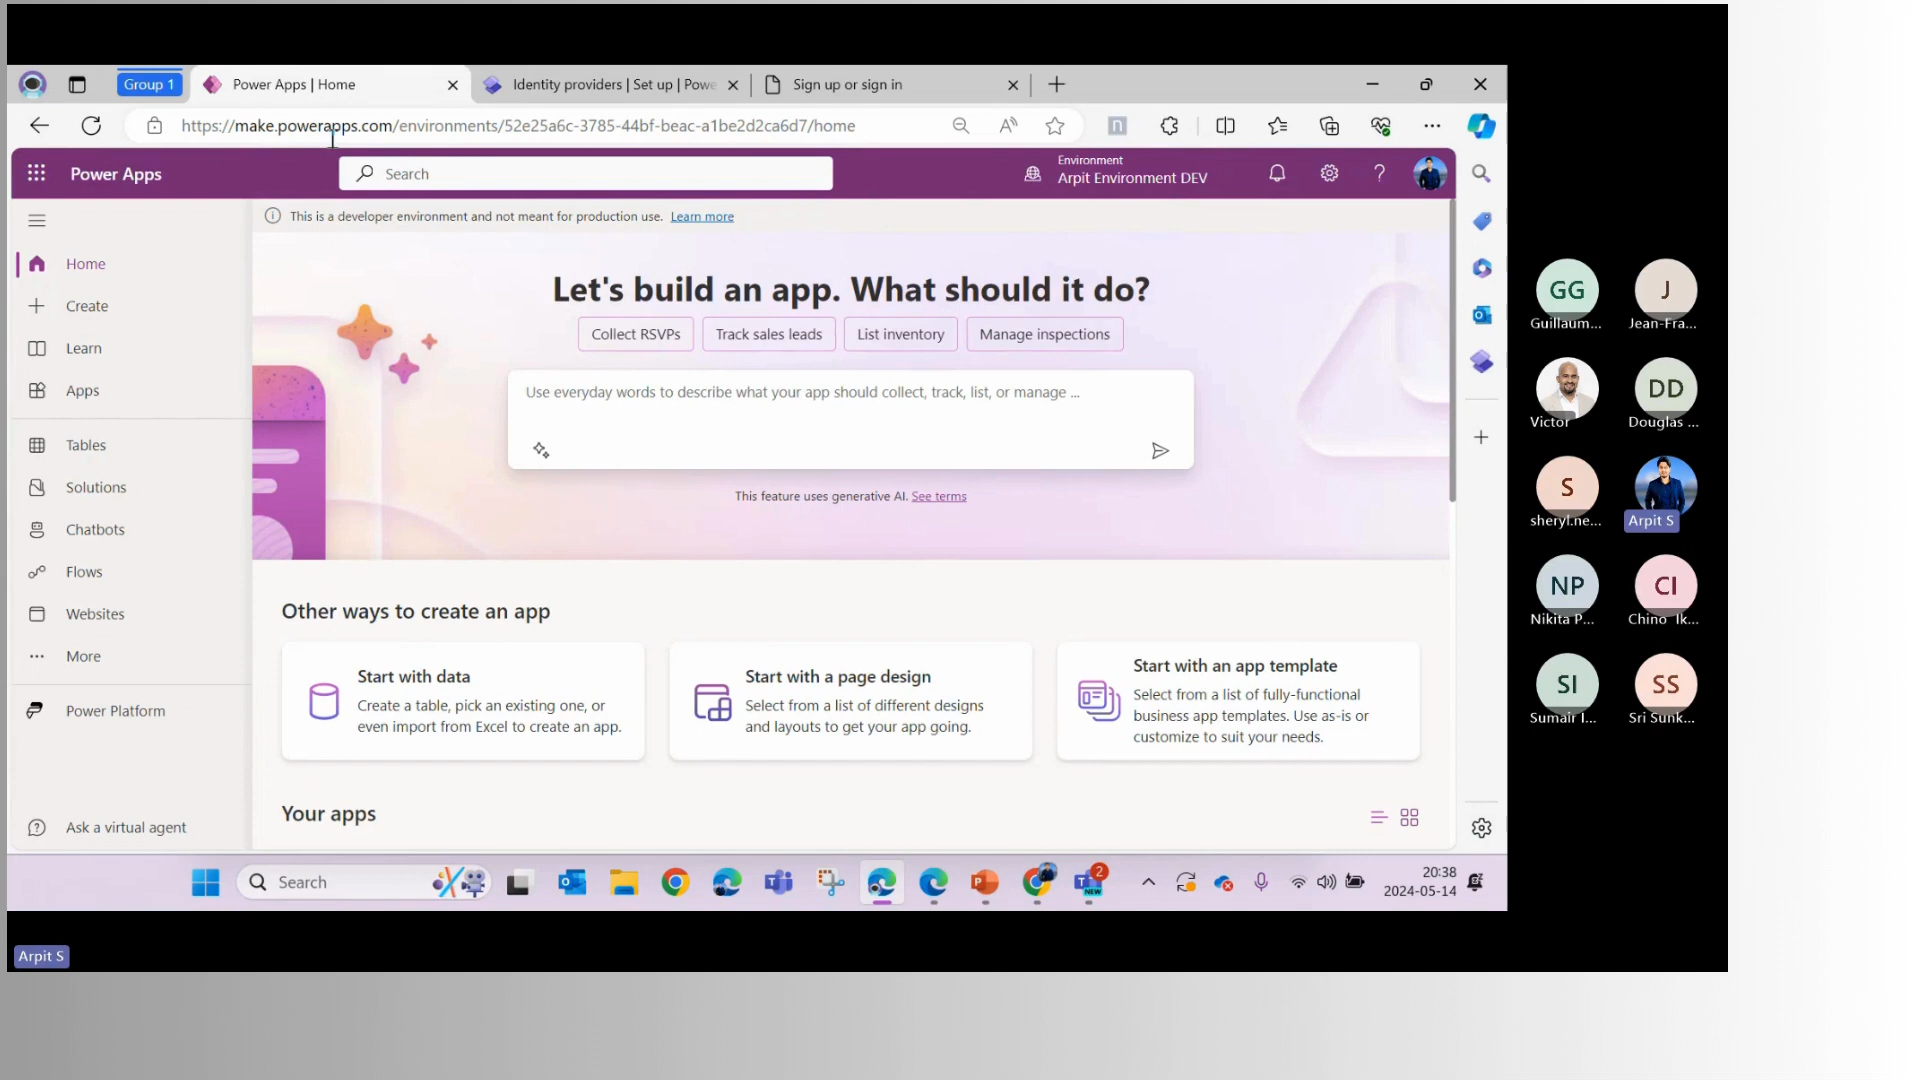 Group 1
Power Apps | Home
Identity providers | Set up | Powe
Sign up or sign in
https://make.powerapps.com/environments/52e25a6c-3785-44bf-beac-a1be2d2ca6d7/home
Power Apps
Search
Environment
Arpit Environment DEV
This is a developer environment and not meant for production use. Learn more
Home
Create
Learn
Apps
Tables
Solutions
Chatbots
Flows
Websites
More
Power Platform
Ask a virtual agent
Let's build an app. What should it do?
Collect RSVPs
Track sales leads
List inventory
Manage inspections
Use everyday words to describe what your app should collect, track, list, or manage ...
This feature uses generative AI. See terms
Other ways to create an app
Start with data
Create a table, pick an existing one, or
even import from Excel to create an app.
Start with a page design
Select from a list of different designs
and layouts to get your app going.
Start with an app template
Select from a list of fully-functional
business app templates. Use as-is or
customize to suit your needs.
Your apps
GG
Guillaum...
J
Jean-Fra...
Victor
DD
Douglas ...
S
sheryl.ne...
Arpit S
NP
Nikita P...
CI
Chino Ik...
SI
Sumair I...
SS
Sri Sunk...
Search
NEW
2
20:38
2024-05-14
Arpit S